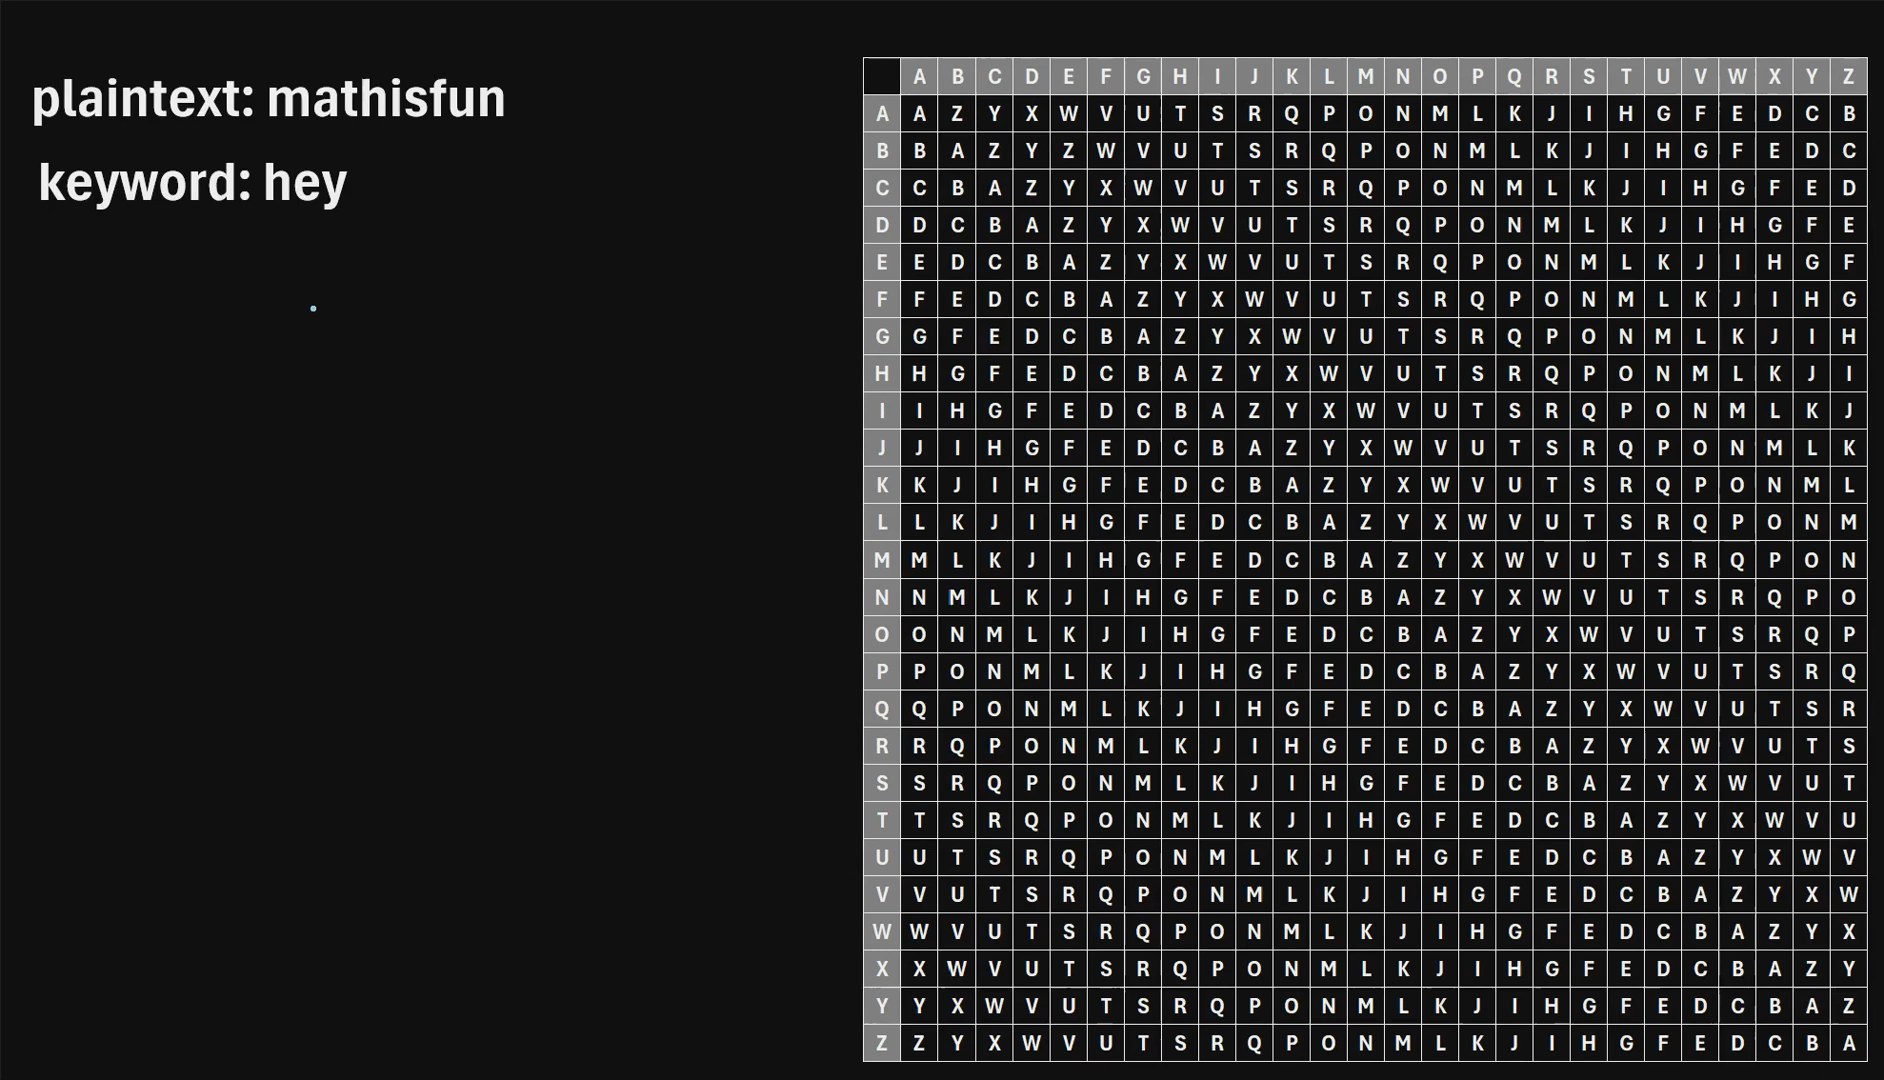 plaintext: mathisfun
keyword: hey
A B C D E F G H I J K L M N O P Q R S T U V W X Y Z
A A Z Y X W V U T S R Q P O N M L K J I H G F E D C B
B B A Z Y Z W V U T S R Q P O N M L K J I H G F E D C
C C B A Z Y X W V U T S R Q P O N M L K J I H G F E D
D D C B A Z Y X W V U T S R Q P O N M L K J I H G F E
E E D C B A Z Y X W V U T S R Q P O N M L K J I H G F
F F E D C B A Z Y X W V U T S R Q P O N M L K J I H G
G G F E D C B A Z Y X W V U T S R Q P O N M L K J I H
H H G F E D C B A Z Y X W V U T S R Q P O N M L K J I
I I H G F E D C B A Z Y X W V U T S R Q P O N M L K J
J J I H G F E D C B A Z Y X W V U T S R Q P O N M L K
K K J I H G F E D C B A Z Y X W V U T S R Q P O N M L
L L K J I H G F E D C B A Z Y X W V U T S R Q P O N M
M M L K J I H G F E D C B A Z Y X W V U T S R Q P O N
N N M L K J I H G F E D C B A Z Y X W V U T S R Q P O
O O N M L K J I H G F E D C B A Z Y X W V U T S R Q P
P P O N M L K J I H G F E D C B A Z Y X W V U T S R Q
Q Q P O N M L K J I H G F E D C B A Z Y X W V U T S R
R R Q P O N M L K J I H G F E D C B A Z Y X W V U T S
S S R Q P O N M L K J I H G F E D C B A Z Y X W V U T
T T S R Q P O N M L K J I H G F E D C B A Z Y X W V U
U U T S R Q P O N M L K J I H G F E D C B A Z Y X W V
V V U T S R Q P O N M L K J I H G F E D C B A Z Y X W
W W V U T S R Q P O N M L K J I H G F E D C B A Z Y X
X X W V U T S R Q P O N M L K J I H G F E D C B A Z Y
Y Y X W V U T S R Q P O N M L K J I H G F E D C B A Z
Z Z Y X W V U T S R Q P O N M L K J I H G F E D C B A